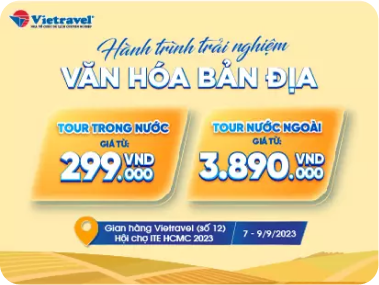 Vietravel
Hành trình trải nghiệm
VĂN HÓA BẢN ĐỊA
TOUR TRONG NƯỚC
GIÁ TỪ:
299.000 VND
TOUR NƯỚC NGOÀI
GIÁ TỪ:
3.890.000 VND
Gian hàng Vietravel (số 12)
Hội chợ ITE HCMC 2023
7 - 9/9/2023